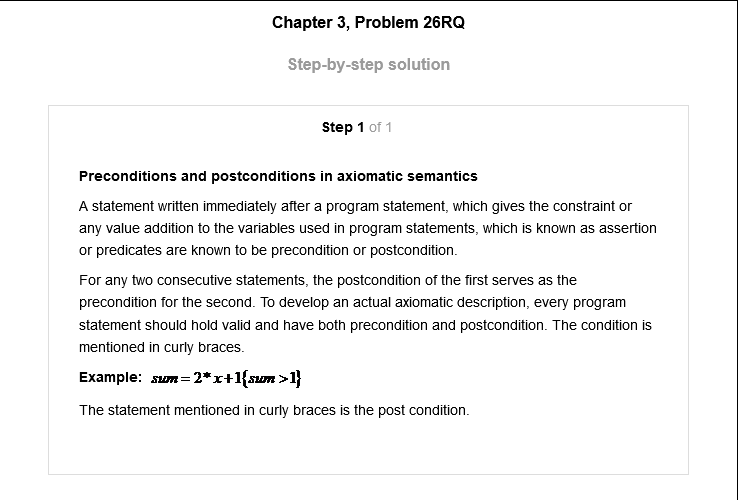 Chapter 3, Problem 26RQ
Step-by-step solution
Step 1 of 1
Preconditions and postconditions in axiomatic semantics
A statement written immediately after a program statement, which gives the constraint or
any value addition to the variables used in program statements, which is known as assertion
or predicates are known to be precondition or postcondition.
For any two consecutive statements, the postcondition of the first serves as the
precondition for the second. To develop an actual axiomatic description, every program
statement should hold valid and have both precondition and postcondition. The condition is
mentioned in curly braces.
Example: sum = 2*x+1{sum >1}
The statement mentioned in curly braces is the post condition.